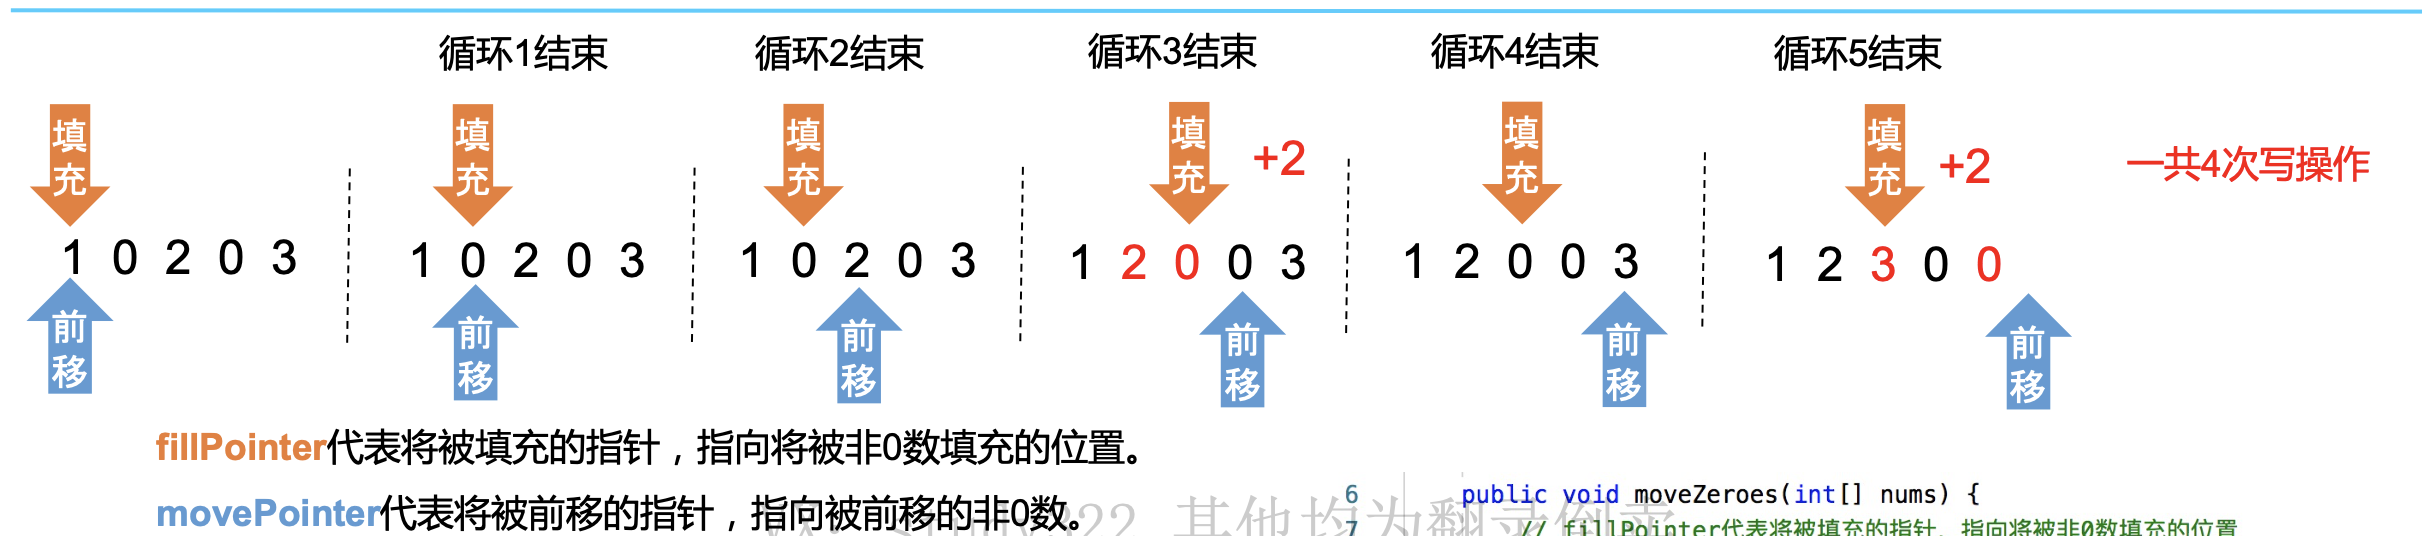 循环1结束 循环2结束 循环3结束 循环4结束 循环5结束
填充 填充 填充 填充 填充 填充
+2 +2 一共4次写操作
1 0 2 0 3 1 0 2 0 3 1 0 2 0 3 1 2 0 0 3 1 2 0 0 3 1 2 3 0 0
前移 前移 前移 前移 前移 前移
fillPointer代表将被填充的指针，指向将被非0数填充的位置。
movePointer代表将被前移的指针，指向被前移的非0数。
6 public void moveZeroes(int[] nums) {
7 // fillPointer代表将被填充的指针，指向将被非0数填充的位置
其他均为翻录倒卖